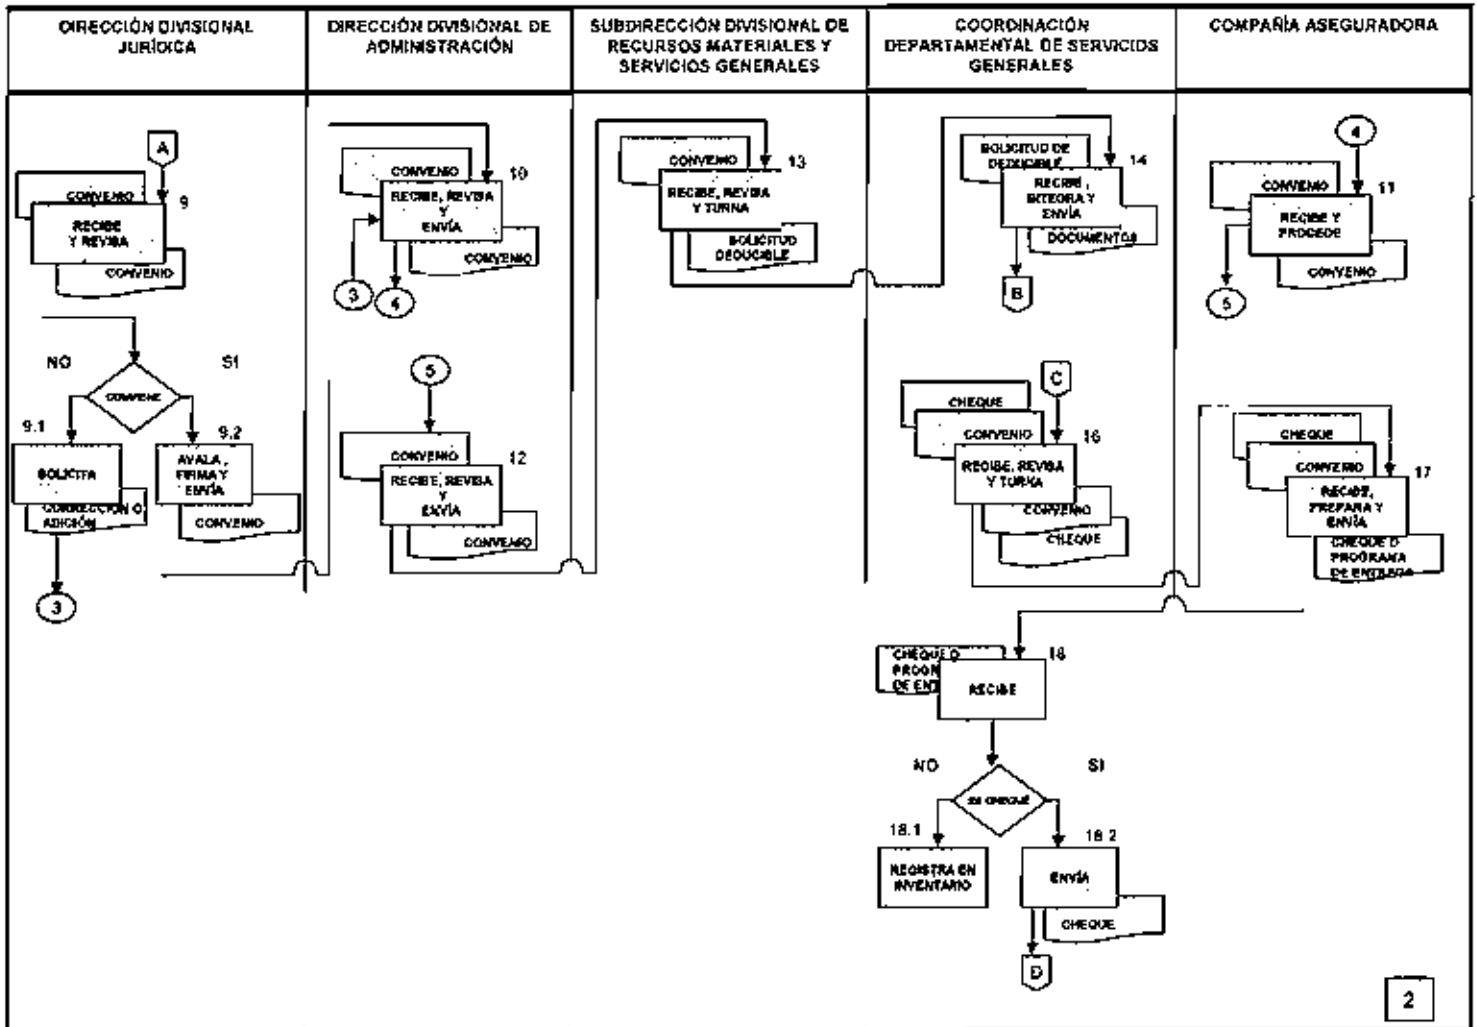 DIRECCIÓN DIVISIONAL
JURÍDICA
DIRECCIÓN DIVISIONAL DE
ADMINISTRACIÓN
SUBDIRECCIÓN DIVISIONAL DE
RECURSOS MATERIALES Y
SERVICIOS GENERALES
COORDINACIÓN
DEPARTAMENTAL DE SERVICIOS
GENERALES
COMPAÑÍA ASEGURADORA
A
CONVENIO
9
RECIBE
Y REVISA
CONVENIO
NO
SI
CONVIENE
9.1
SOLICITA
CORRECCIÓN O
ADICIÓN
3
9.2
AVALA,
FIRMA Y
ENVÍA
CONVENIO
CONVENIO
10
RECIBE, REVISA
Y
ENVÍA
CONVENIO
3
4
5
CONVENIO
12
RECIBE, REVISA
Y
ENVÍA
CONVENIO
CONVENIO
13
RECIBE, REVISA
Y TURNA
SOLICITUD
DEDUCIBLE
SOLICITUD DE
DEDUCIBLE
14
RECIBE,
INTEGRA Y
ENVÍA
DOCUMENTOS
B
C
CHEQUE
CONVENIO
16
RECIBE, REVISA
Y TURNA
CONVENIO
CHEQUE
4
CONVENIO
11
RECIBE Y
PROCEDE
CONVENIO
5
CHEQUE
CONVENIO
17
RECIBE,
PREPARA Y
ENVÍA
CHEQUE O
PROGRAMA
DE ENTREGA
CHEQUE O
PROGR
DE ENT
18
RECIBE
NO
SI
ES CHEQUE
18.1
REGISTRA EN
INVENTARIO
18.2
ENVÍA
CHEQUE
D
2